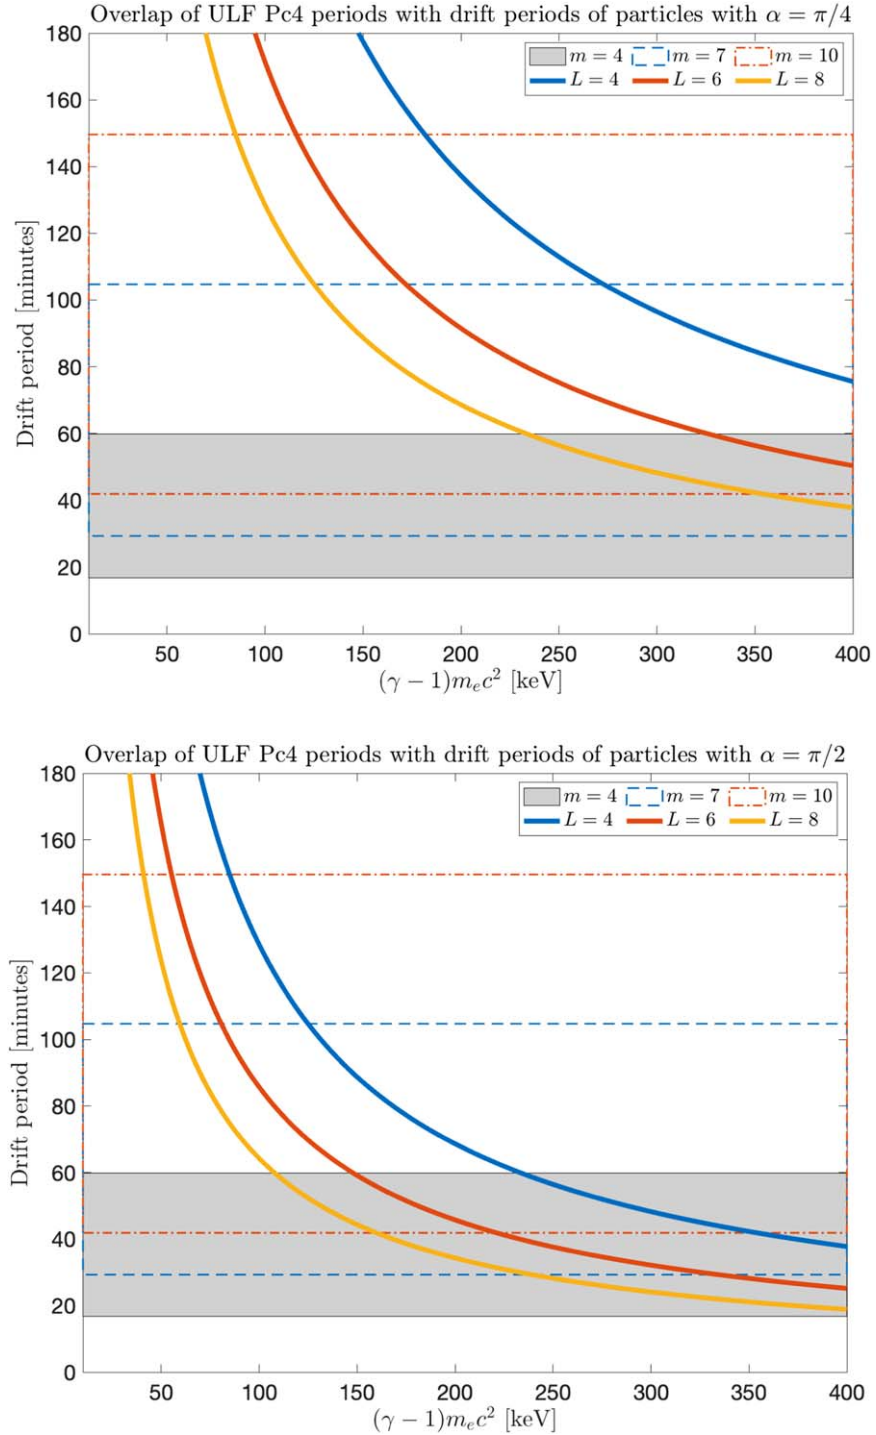 Overlap of ULF Pc4 periods with drift periods of particles with α = π/4
m = 4 m = 7 m = 10
L = 4 L = 6 L = 8
Drift period [minutes]
180
160
140
120
100
80
60
40
20
0
50 100 150 200 250 300 350 400
(γ − 1)mₑc² [keV]
Overlap of ULF Pc4 periods with drift periods of particles with α = π/2
m = 4 m = 7 m = 10
L = 4 L = 6 L = 8
Drift period [minutes]
180
160
140
120
100
80
60
40
20
0
50 100 150 200 250 300 350 400
(γ − 1)mₑc² [keV]